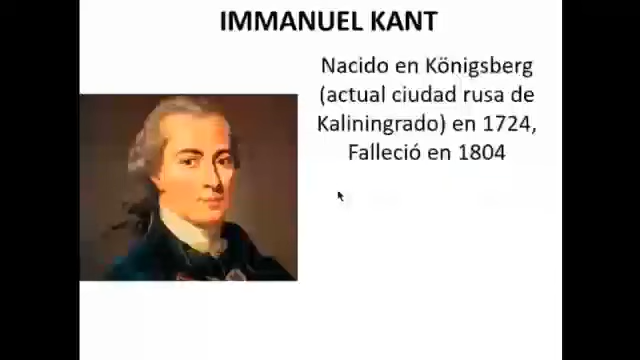 IMMANUEL KANT
Nacido en Königsberg
(actual ciudad rusa de
Kaliningrado) en 1724,
Falleció en 1804